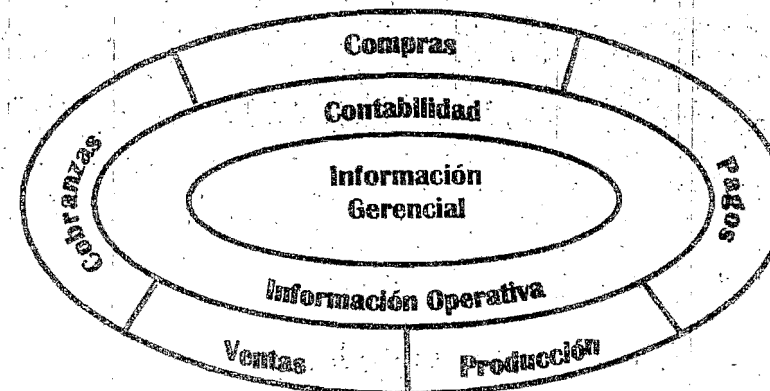 Compras
Contabilidad
Información
Gerencial
Cobranzas
Pagos
Información Operativa
Ventas
Producción